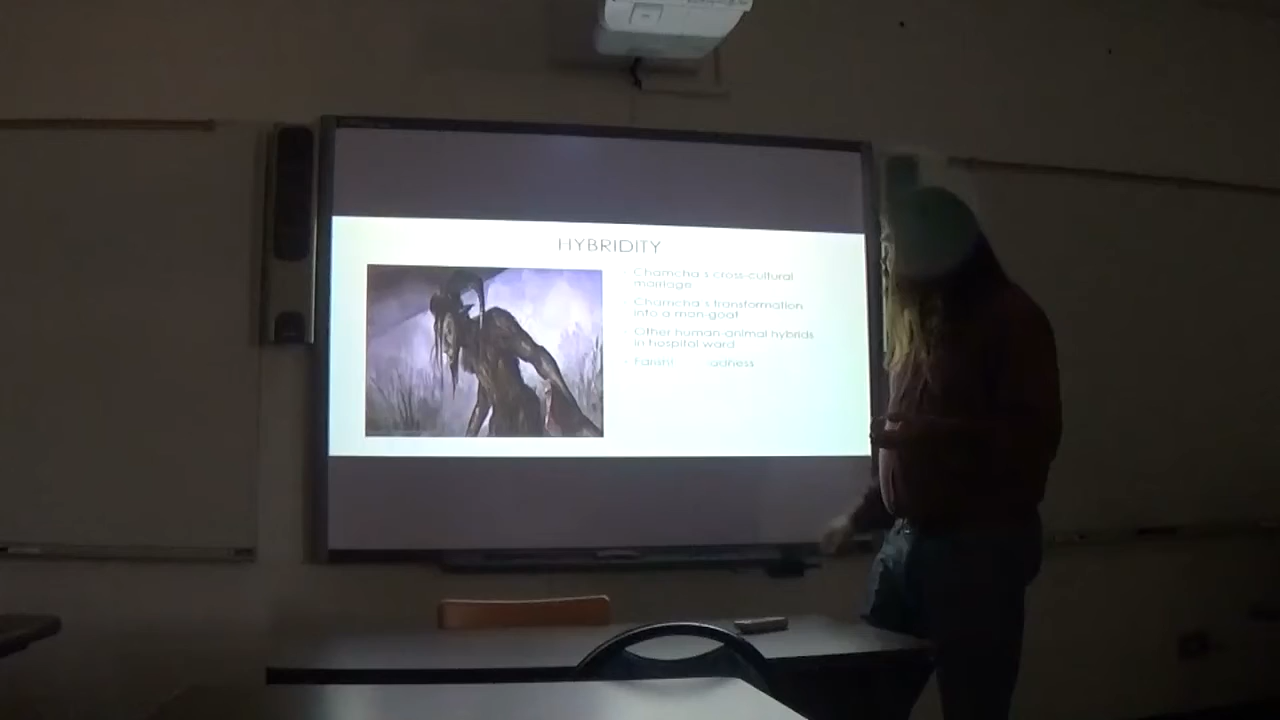 HYBRIDITY
Chamcha's cross-cultural
marriage
Chamcha's transformation
into a man-goat
Other human-animal hybrids
in hospital ward